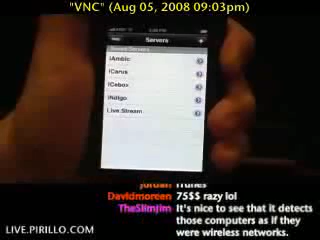 "VNC" (Aug 05, 2008 09:03pm)
Servers
iAmbic
iCarus
iCebox
iNdigo
Live.Stream
Jordan iTunes
Davidmoreen 75$$ razy lol
TheSlimJim It's nice to see that it detects
those computers as if they
were wireless networks.
LIVE.PIRILLO.COM